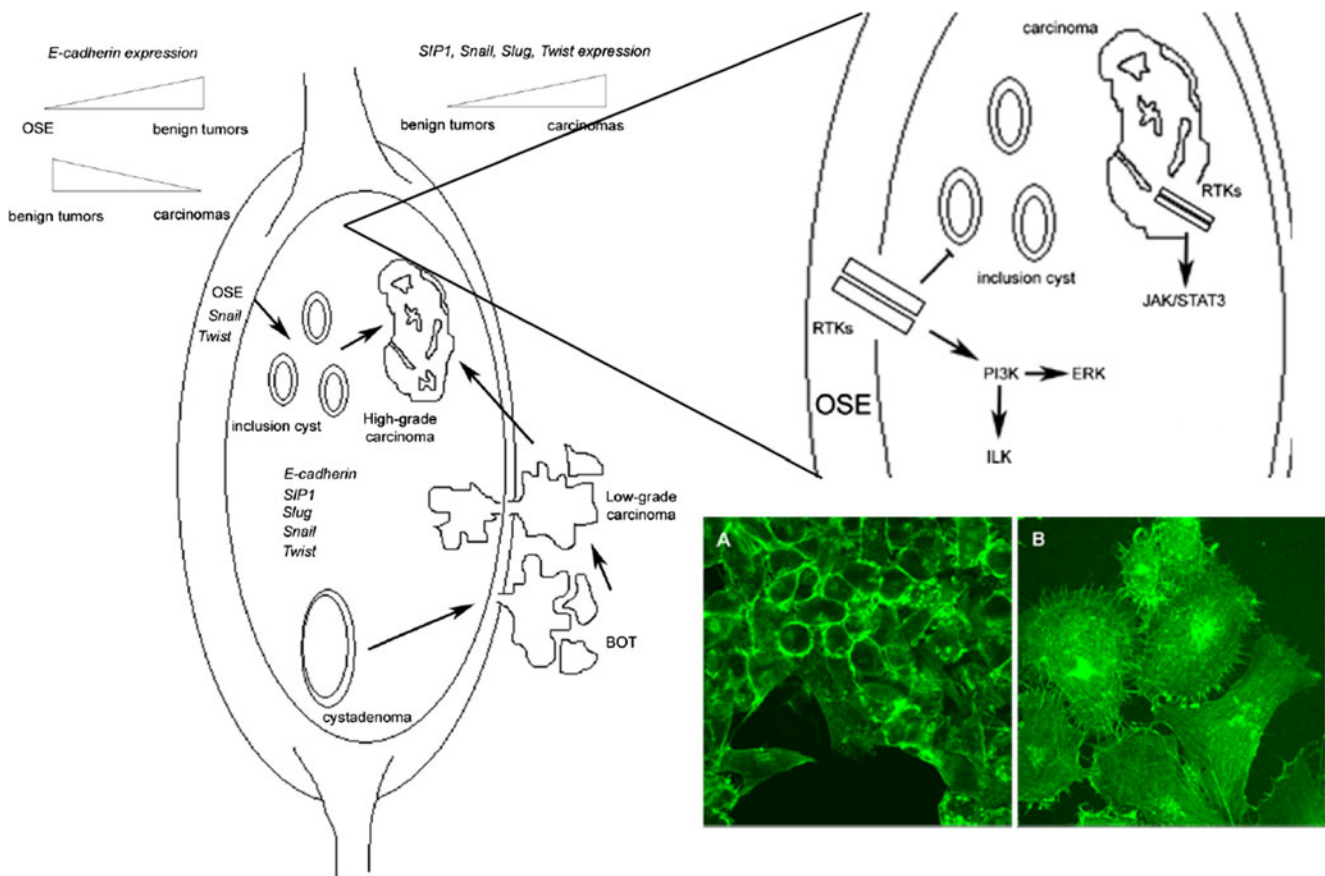 E-cadherin expression
OSE
benign tumors
benign tumors
carcinomas
SIP1, Snail, Slug, Twist expression
benign tumors
carcinomas
OSE
Snail
Twist
inclusion cyst
High-grade
carcinoma
E-cadherin
SIP1
Slug
Snail
Twist
Low-grade
carcinoma
BOT
cystadenoma
carcinoma
RTKs
inclusion cyst
JAK/STAT3
RTKs
PI3K
ERK
OSE
ILK
A
B